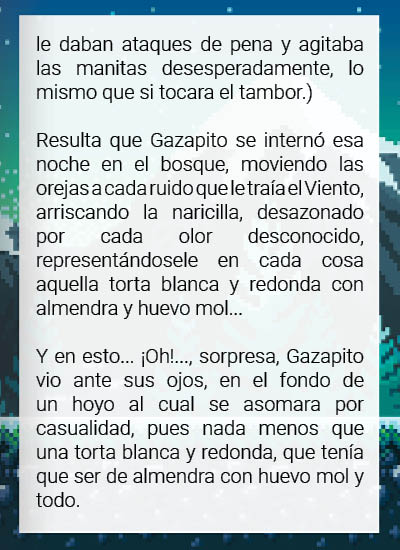 le daban ataques de pena y agitaba
las manitas desesperadamente, lo
mismo que si tocara el tambor.)
Resulta que Gazapito se internó esa
noche en el bosque, moviendo las
orejas a cada ruido que le traía el Viento,
arriscando la naricilla, desazonado
por cada olor desconocido,
representándosele en cada cosa
aquella torta blanca y redonda con
almendra y huevo mol...
Y en esto... ¡Oh!..., sorpresa, Gazapito
vio ante sus ojos, en el fondo de
un hoyo al cual se asomara por
casualidad, pues nada menos que
una torta blanca y redonda, que tenía
que ser de almendra con huevo mol y
todo.